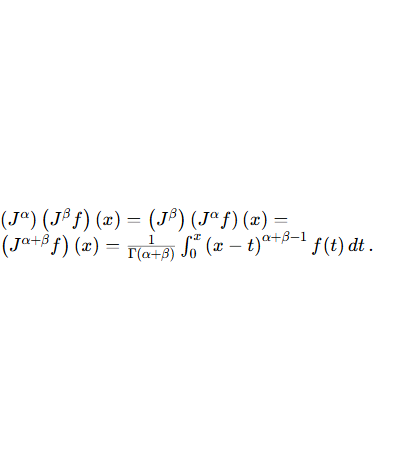 (J^α) (J^β f) (x) = (J^β) (J^α f) (x) =
(J^{α+β} f) (x) = \frac{1}{Γ(α+β)} ∫_0^x (x − t)^{α+β−1} f(t) dt .